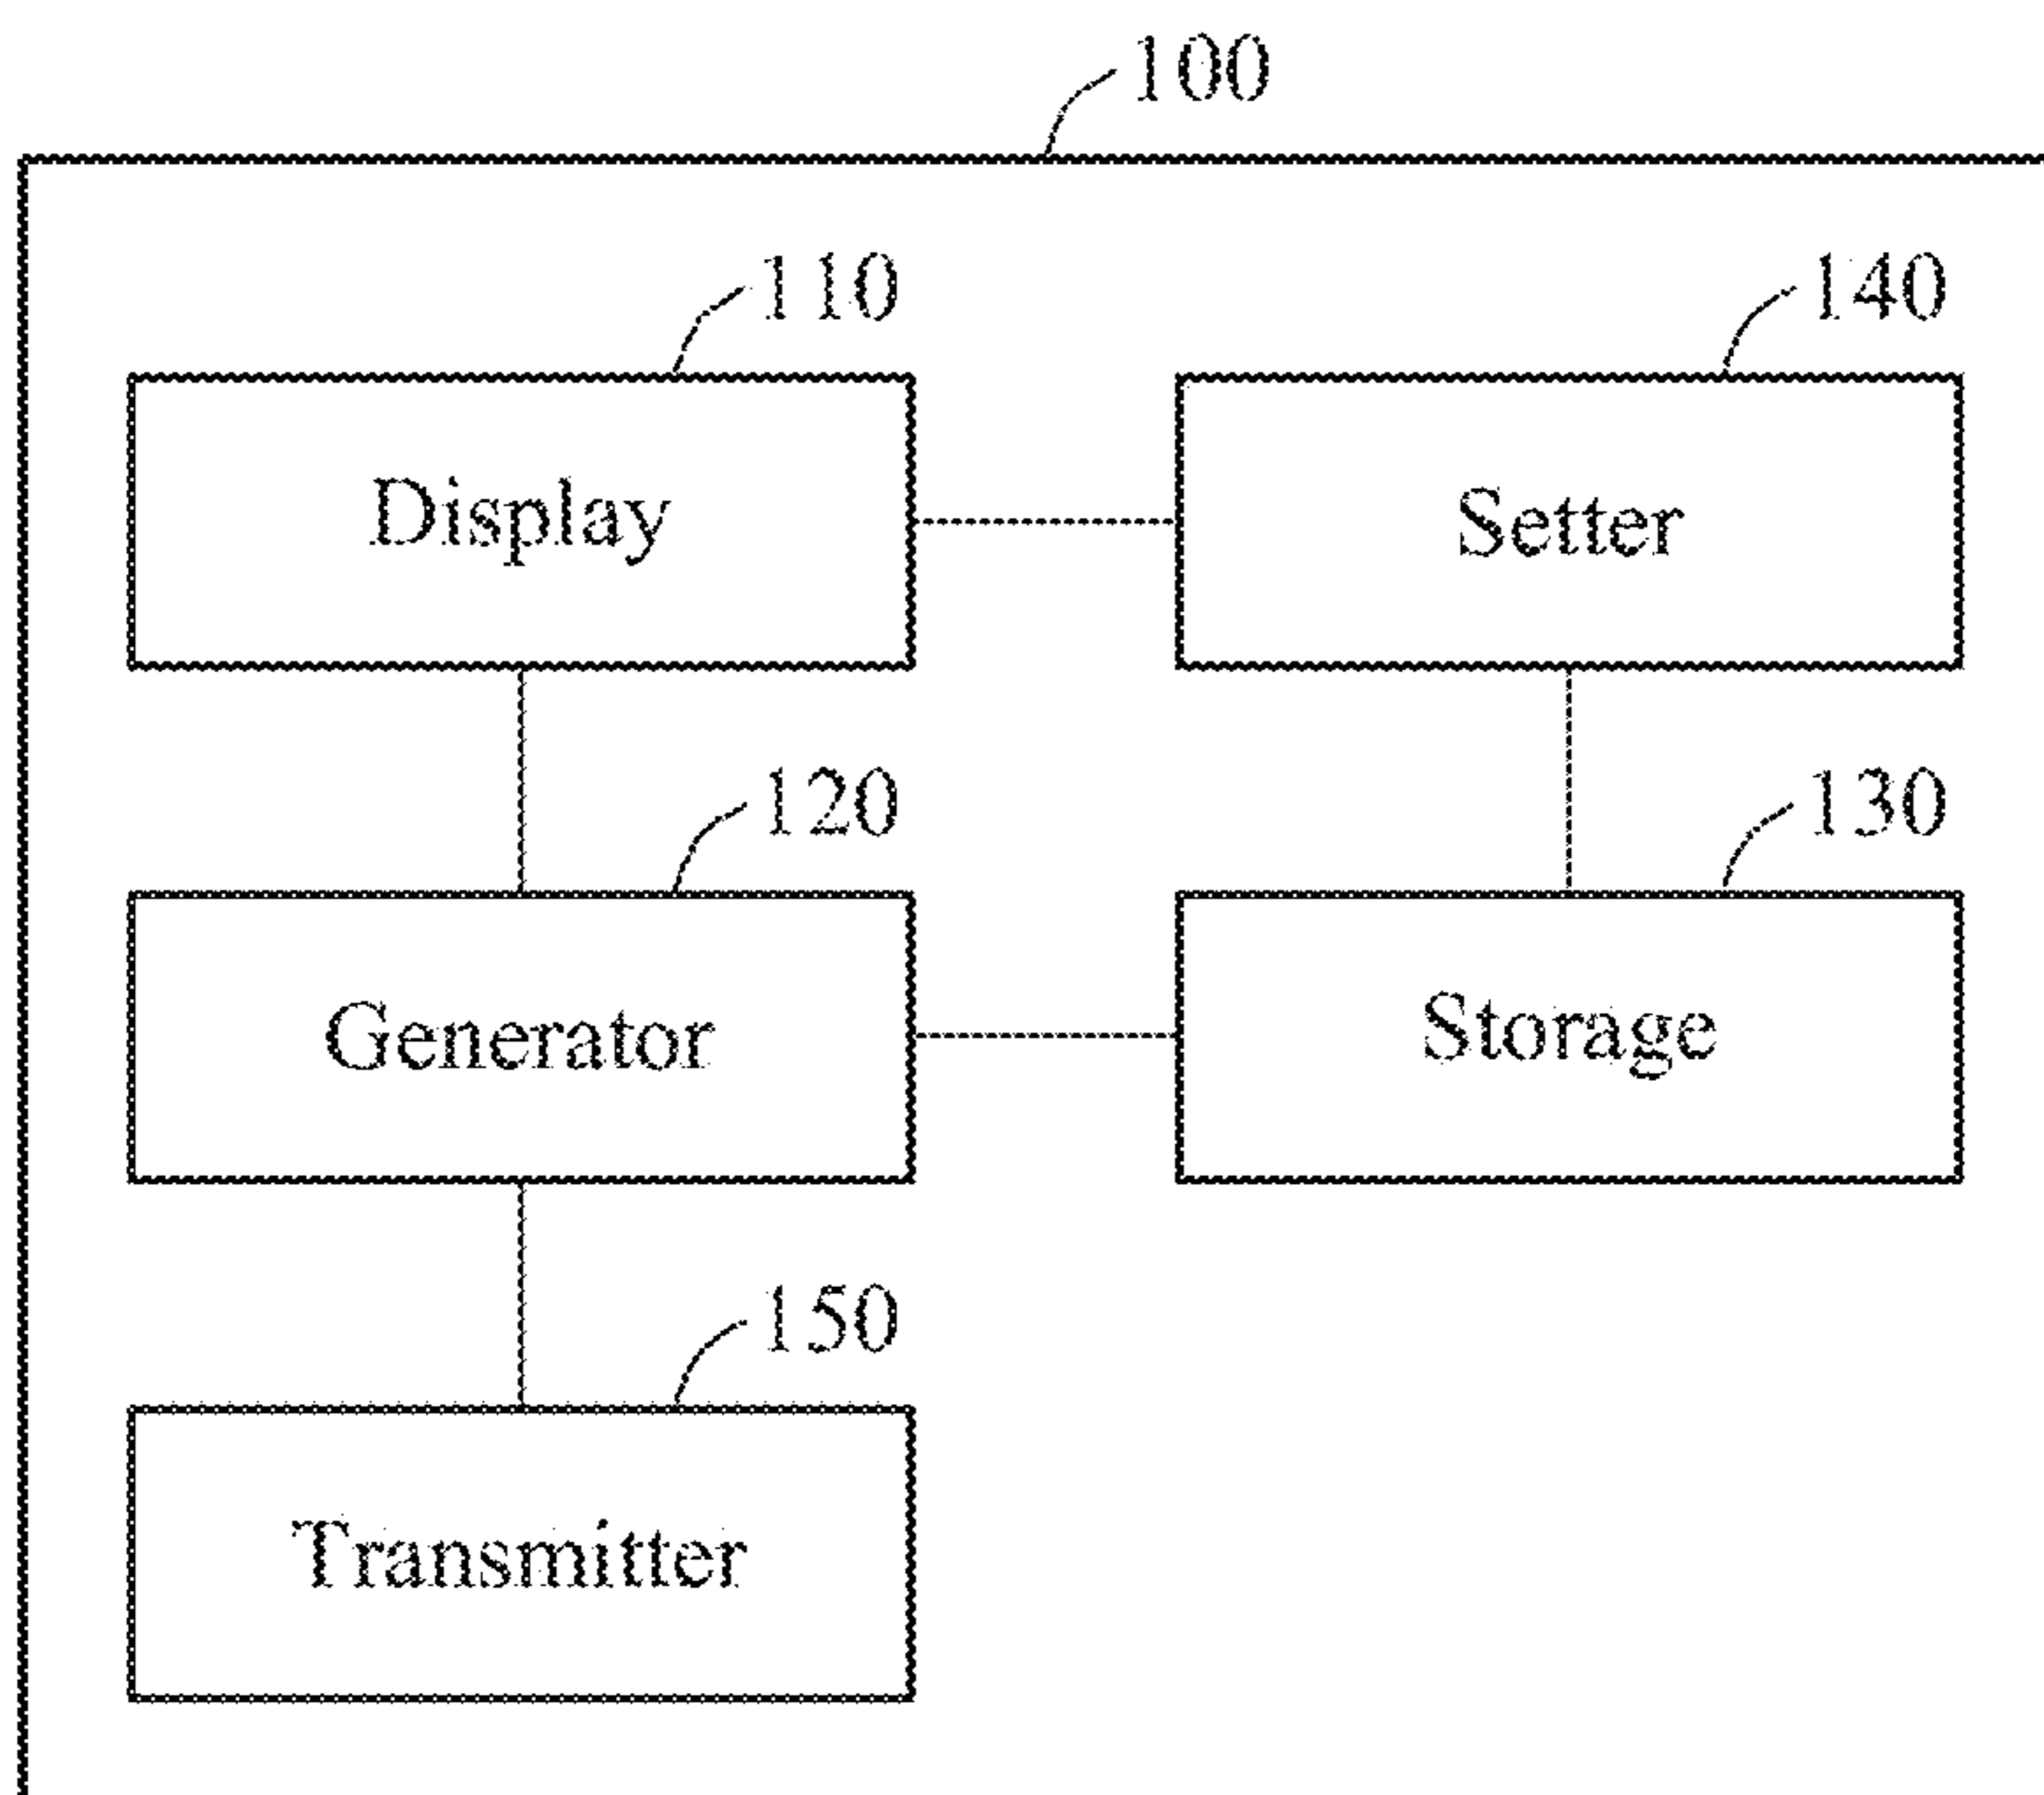 100
110
140
Display
Setter
120
130
Generator
Storage
150
Transmitter